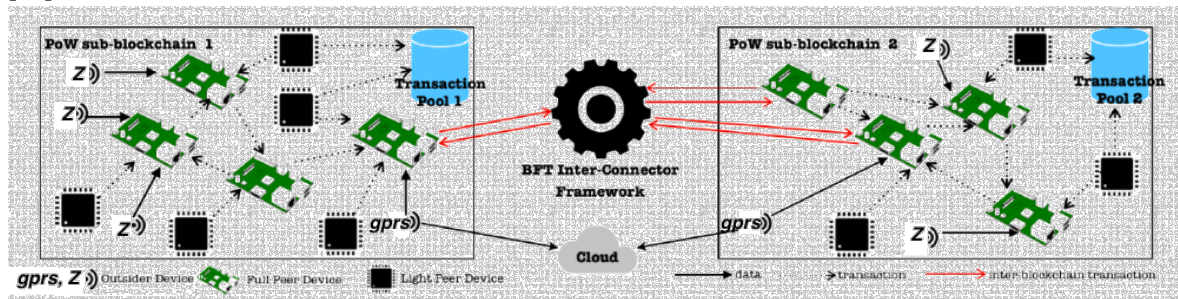 PoW sub-blockchain 1
PoW sub-blockchain 2
Z
Z
Z
Z
Z
Transaction
Pool 1
Transaction
Pool 2
BFT Inter-Connector
Framework
gprs
gprs
Cloud
gprs, Z Outsider Device
Full Peer Device
Light Peer Device
data
transaction
inter-blockchain transaction